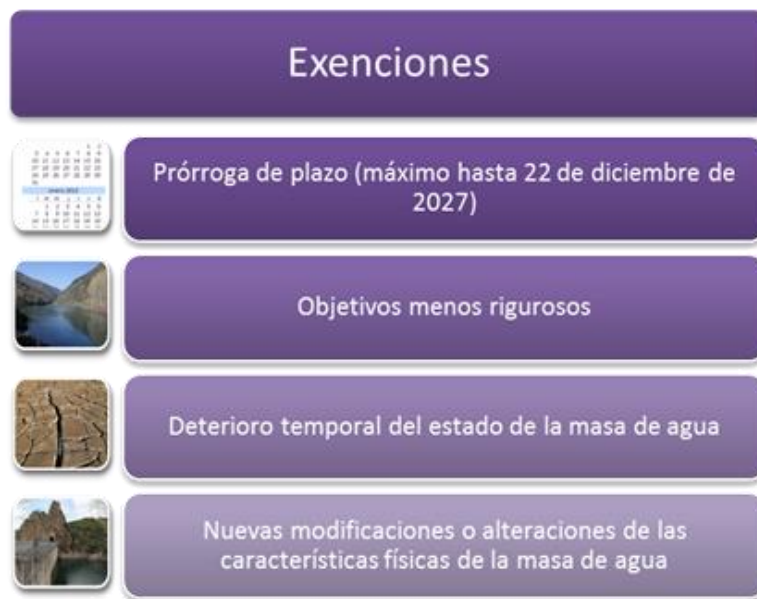 Exenciones
Prórroga de plazo (máximo hasta 22 de diciembre de
2027)
Objetivos menos rigurosos
Deterioro temporal del estado de la masa de agua
Nuevas modificaciones o alteraciones de las
características físicas de la masa de agua